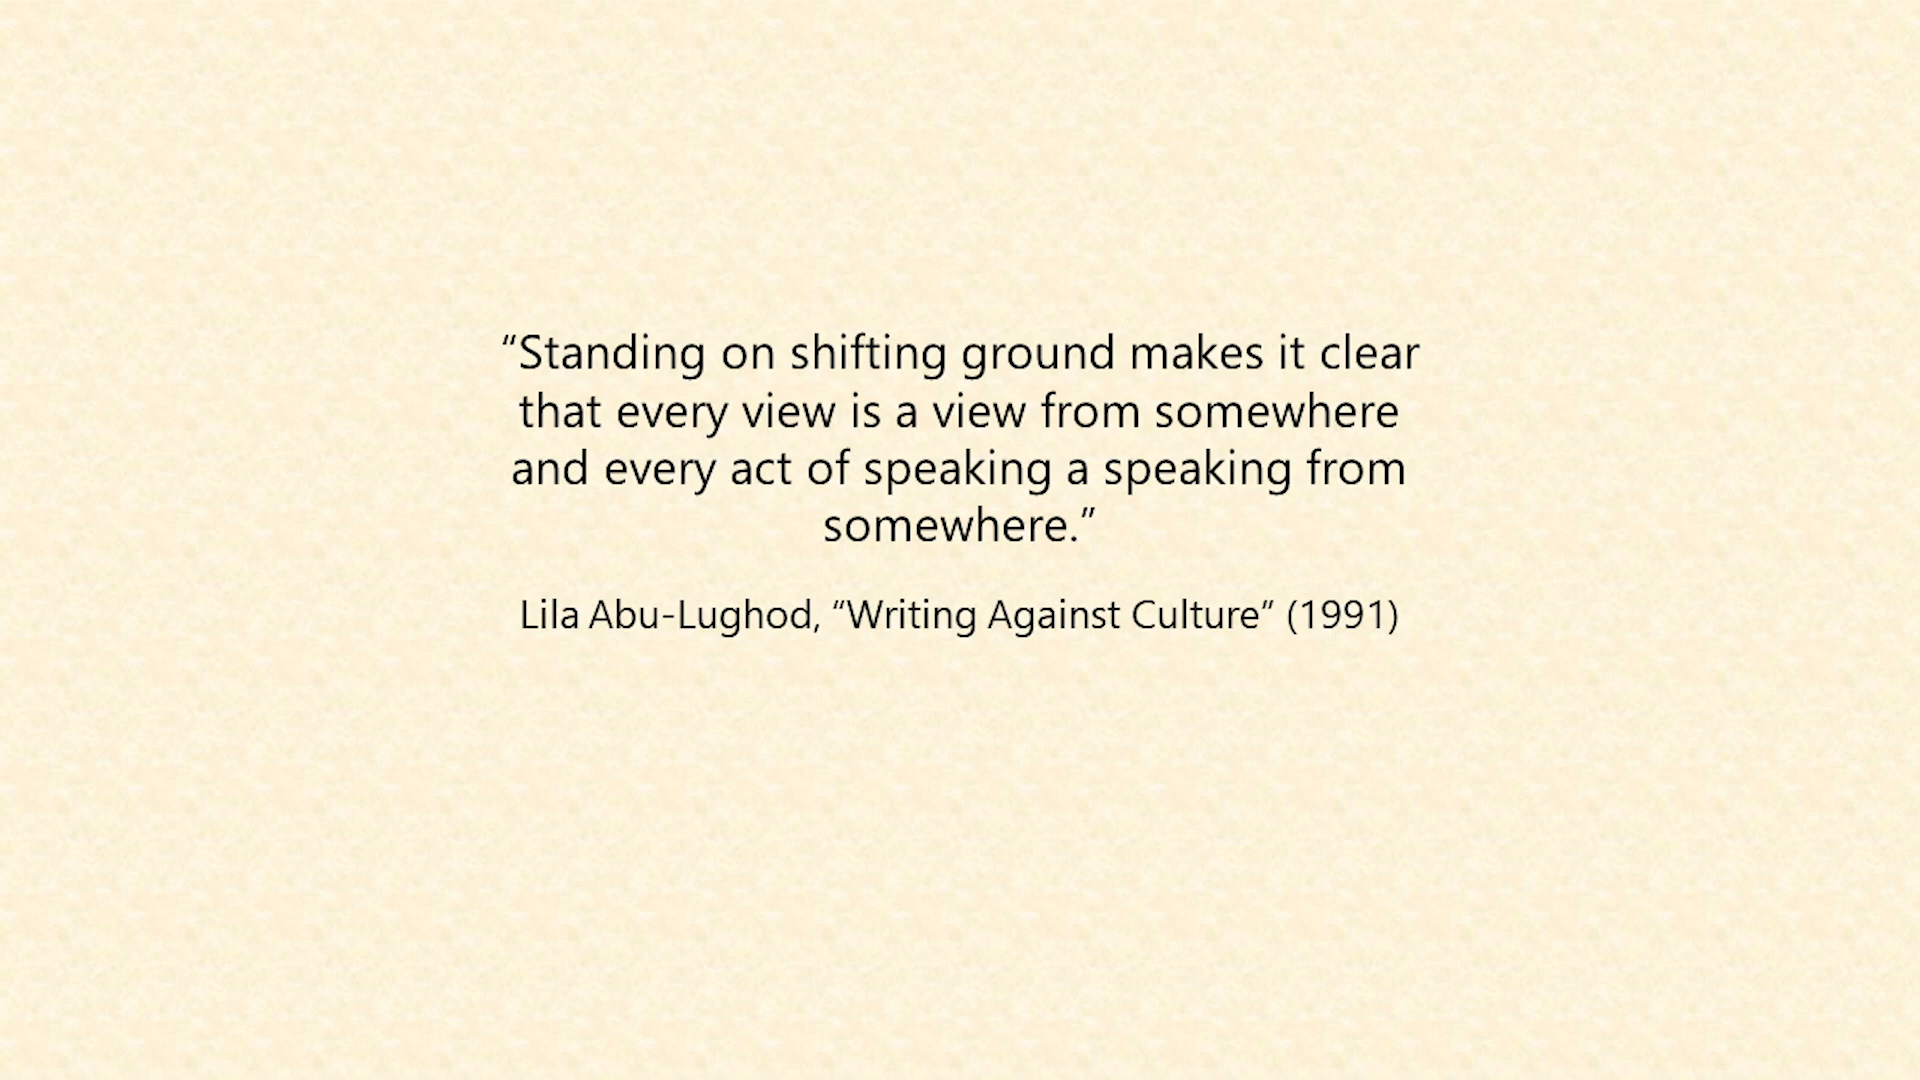 “Standing on shifting ground makes it clear
that every view is a view from somewhere
and every act of speaking a speaking from
somewhere.”
Lila Abu-Lughod, “Writing Against Culture” (1991)